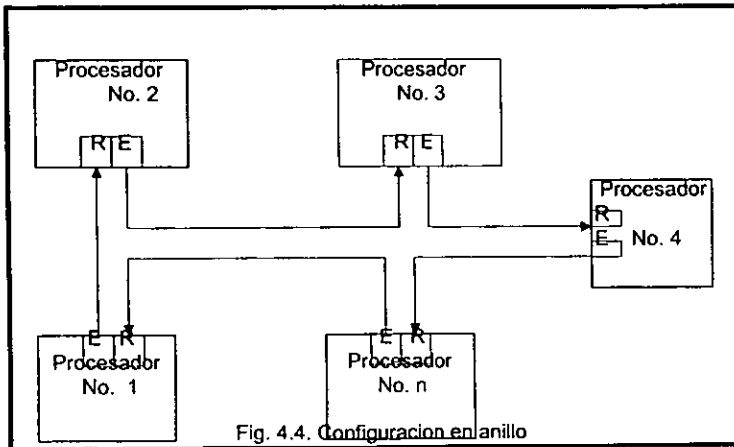 Procesador
No. 2
R E
Procesador
No. 3
R E
Procesador
R
E
No. 4
E R
Procesador
No. 1
E R
Procesador
No. n
Fig. 4.4. Configuracion en anillo